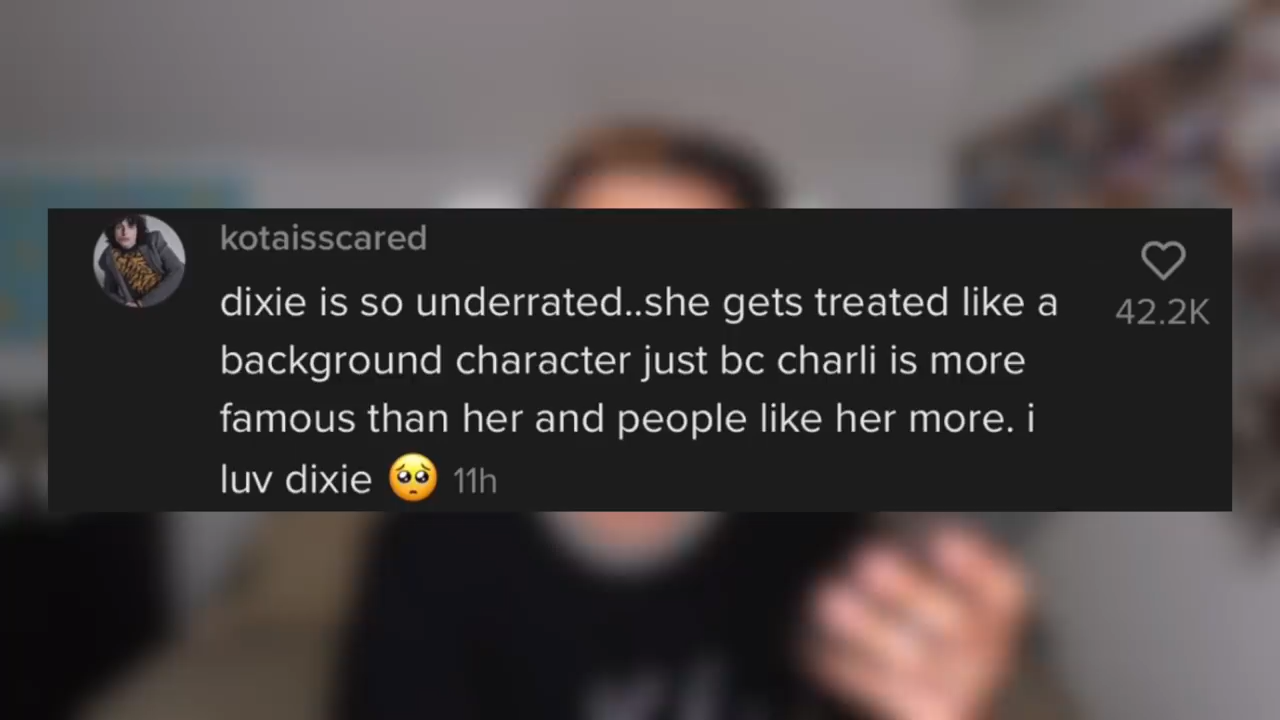 kotaisscared
dixie is so underrated..she gets treated like a
background character just bc charli is more
famous than her and people like her more. i
luv dixie 🥺 11h
42.2K